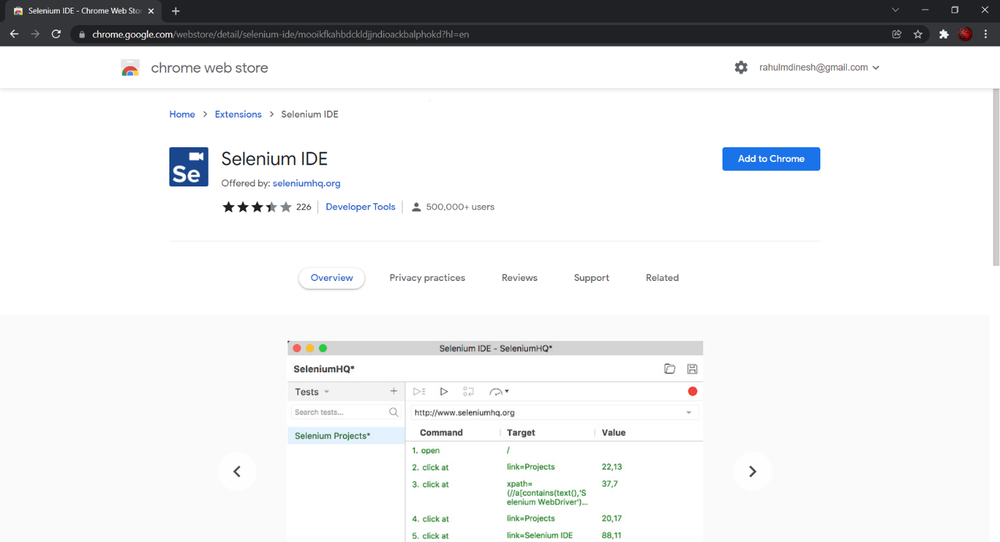 Selenium IDE - Chrome Web Sto
chrome.google.com/webstore/detail/selenium-ide/mooikfkahbdckldjjndioackbalphokd?hl=en
chrome web store
rahulmdinesh@gmail.com
Home > Extensions > Selenium IDE
Se
Selenium IDE
Add to Chrome
Offered by: seleniumhq.org
226 Developer Tools 500,000+ users
Overview Privacy practices Reviews Support Related
Selenium IDE - SeleniumHQ*
SeleniumHQ*
Tests
Search tests...
http://www.seleniumhq.org
Selenium Projects*
Command Target Value
1. open /
2. click at link=Projects 22,13
3. click at xpath= 37,7
(//a[contains(text(),'S
elenium WebDriver')...
4. click at link=Projects 20,17
5. click at link=Selenium IDE 88,11